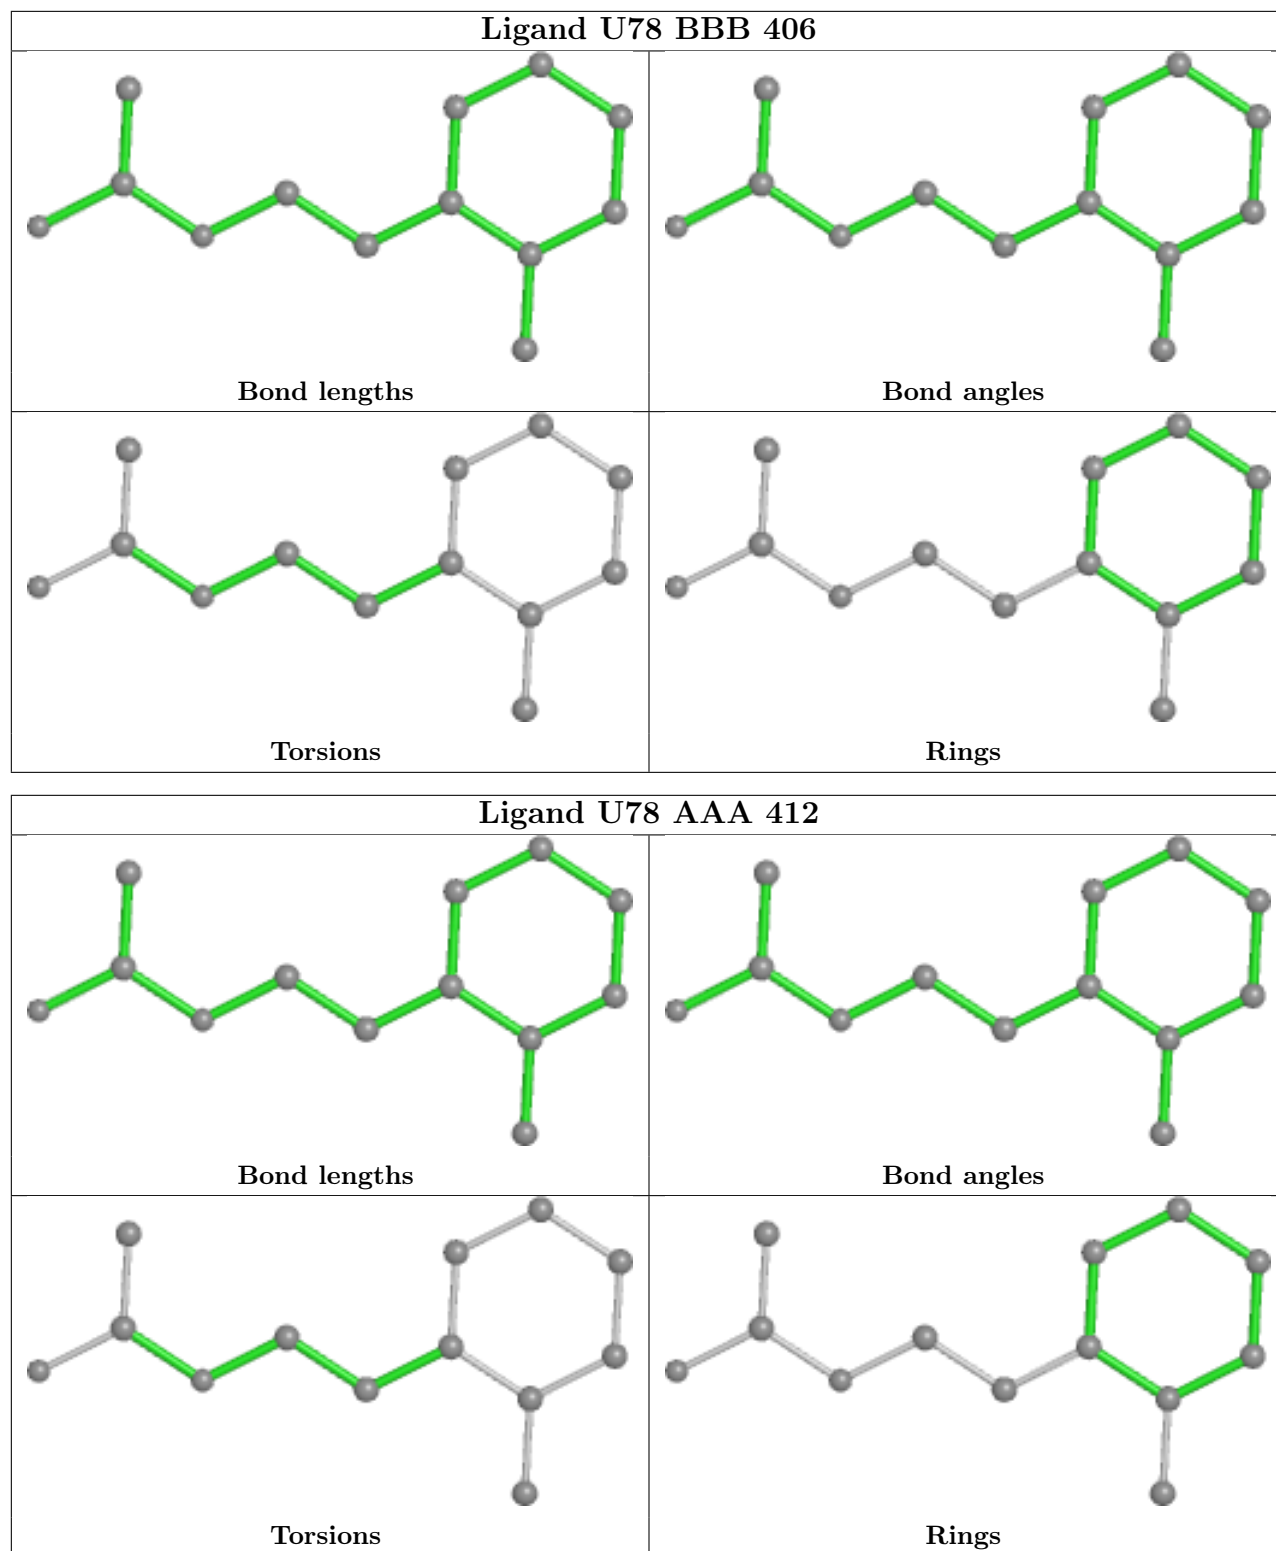 Ligand U78 BBB 406
Bond lengths
Bond angles
Torsions
Rings
Ligand U78 AAA 412
Bond lengths
Bond angles
Torsions
Rings